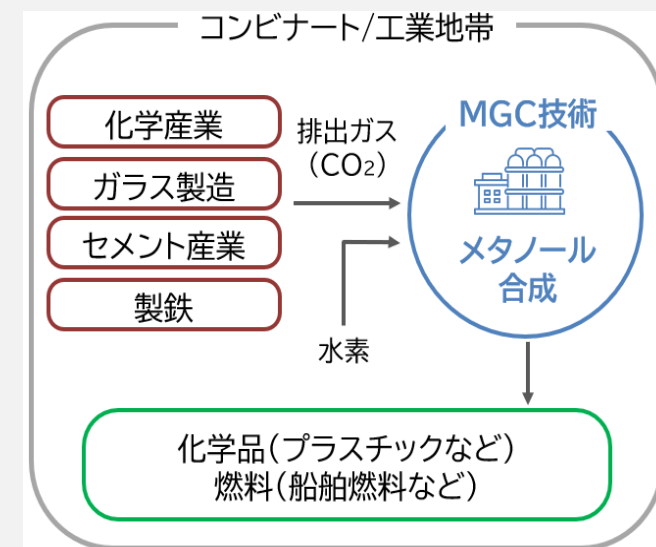 コンビナート/工業地帯
化学産業
ガラス製造
セメント産業
製鉄
排出ガス
(CO₂)
水素
MGC技術
メタノール
合成
化学品(プラスチックなど)
燃料(船舶燃料など)